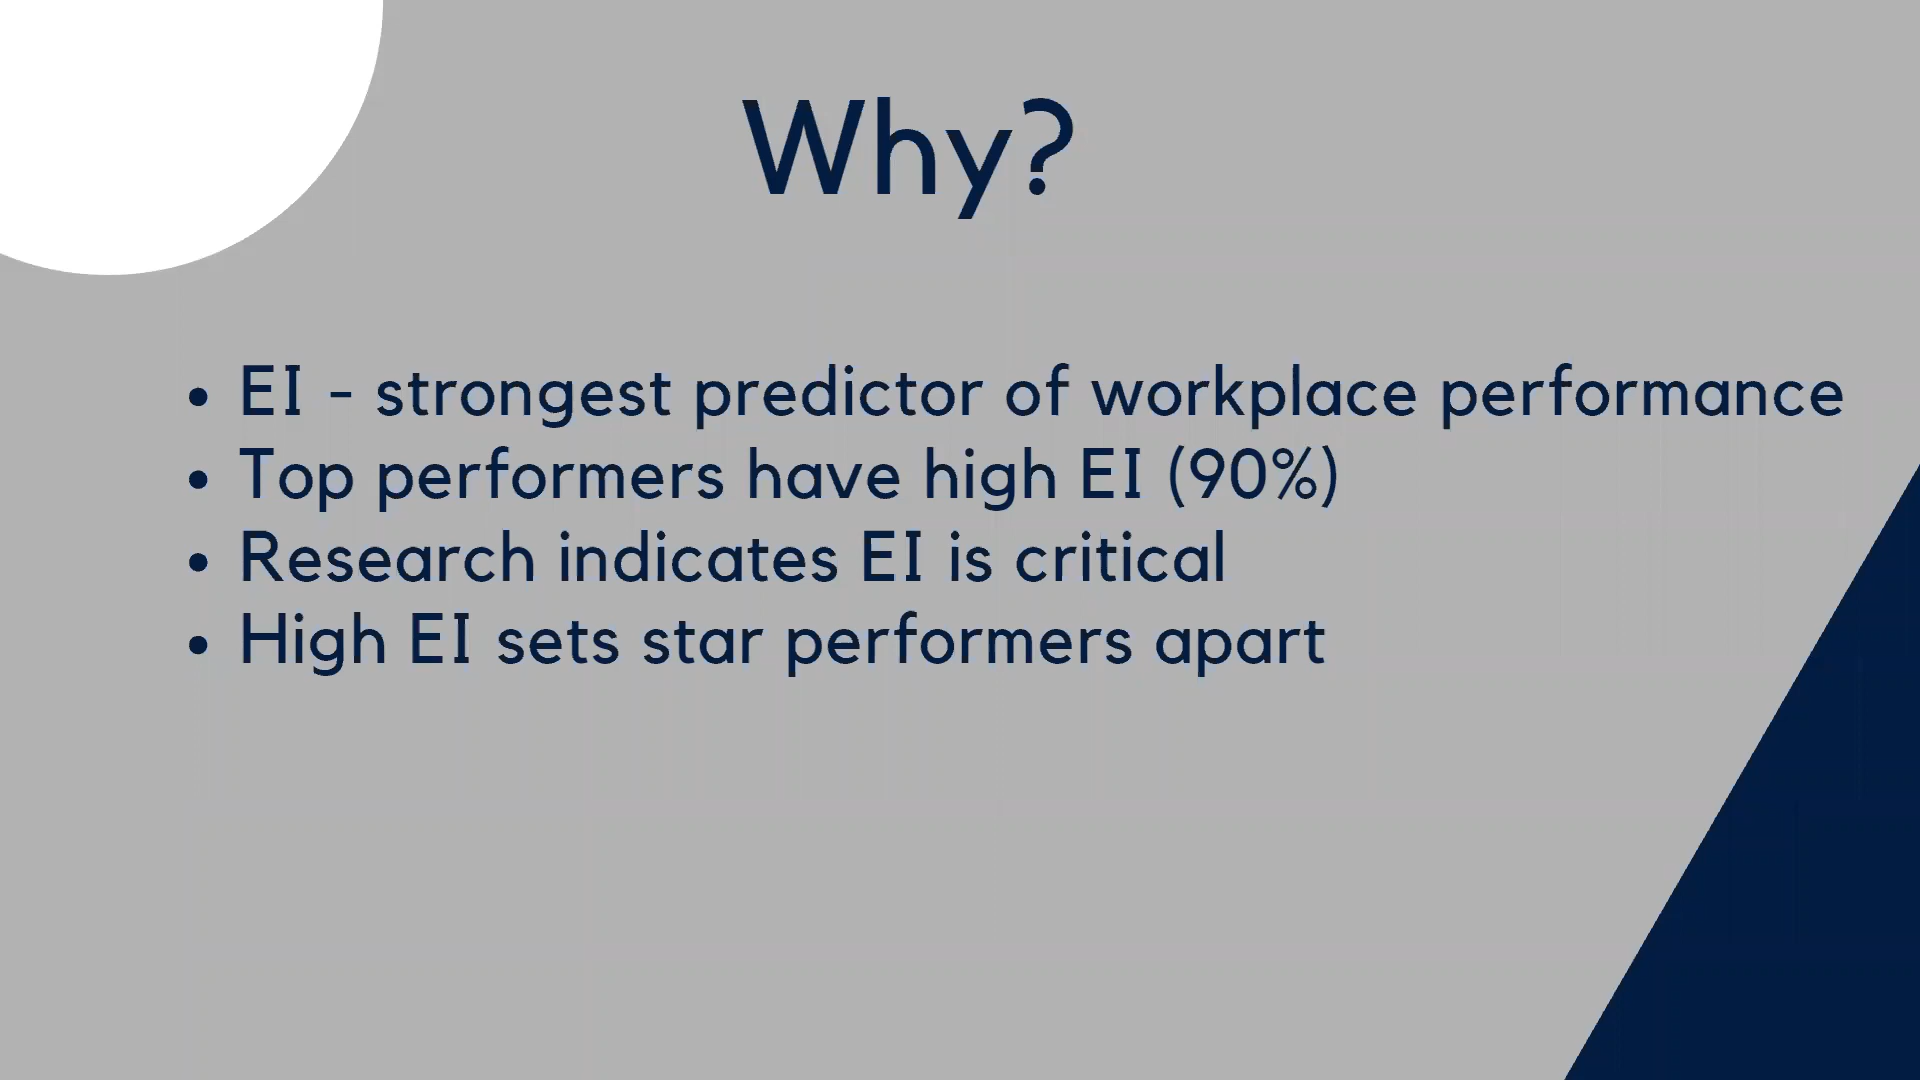 Why?
• EI - strongest predictor of workplace performance
• Top performers have high EI (90%)
• Research indicates EI is critical
• High EI sets star performers apart